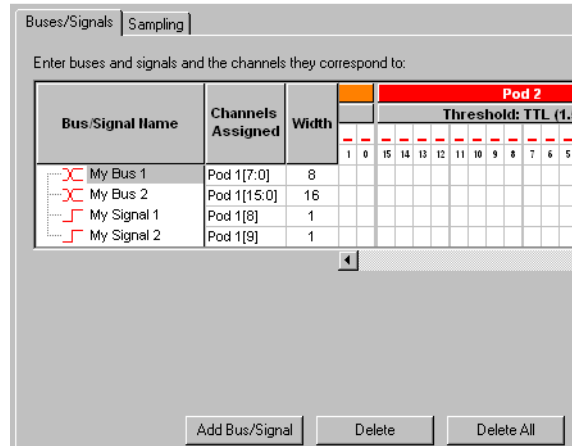 Buses/Signals Sampling
Enter buses and signals and the channels they correspond to:
Pod 2
Bus/Signal Name Channels Assigned Width Threshold: TTL (1.
1 0 15 14 13 12 11 10 9 8 7 6 5
My Bus 1 Pod 1[7:0] 8
My Bus 2 Pod 1[15:0] 16
My Signal 1 Pod 1[8] 1
My Signal 2 Pod 1[9] 1
Add Bus/Signal Delete Delete All